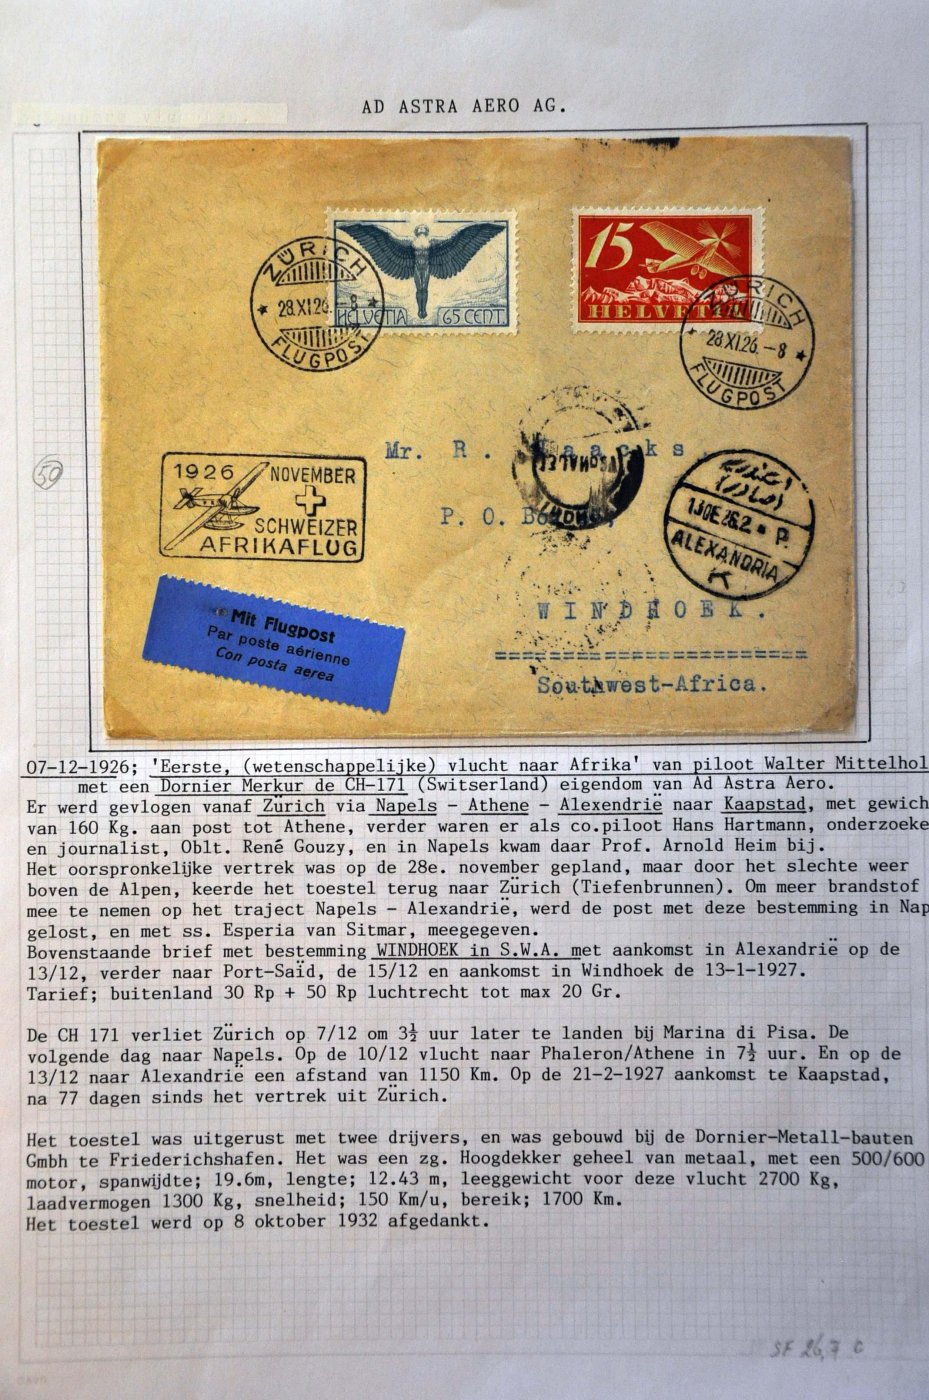 AD ASTRA AERO AG.
HELVETIA 65 CENT.
15
HELVETIA
ZÜRICH
28.XI.26. - 8
FLUGPOST
ZÜRICH
28.XI.26. - 8
FLUGPOST
50
1926 NOVEMBER
SCHWEIZER
AFRIKAFLUG
Mr. R.
P. O.
WINDHOEK.
====================
Southwest-Africa.
13 DE 26.2 P.
ALEXANDRIA
Mit Flugpost
Par poste aérienne
Con posta aerea
07-12-1926; 'Eerste, (wetenschappelijke) vlucht naar Afrika' van piloot Walter Mittelhol
met een Dornier Merkur de CH-171 (Switserland) eigendom van Ad Astra Aero.
Er werd gevlogen vanaf Zürich via Napels - Athene - Alexendrië naar Kaapstad, met gewich
van 160 Kg. aan post tot Athene, verder waren er als co.piloot Hans Hartmann, onderzoeke
en journalist, Oblt. René Gouzy, en in Napels kwam daar Prof. Arnold Heim bij.
Het oorspronkelijke vertrek was op de 28e. november gepland, maar door het slechte weer
boven de Alpen, keerde het toestel terug naar Zürich (Tiefenbrunnen). Om meer brandstof
mee te nemen op het traject Napels - Alexandrië, werd de post met deze bestemming in Nap
gelost, en met ss. Esperia van Sitmar, meegegeven.
Bovenstaande brief met bestemming WINDHOEK in S.W.A. met aankomst in Alexandrië op de
13/12, verder naar Port-Saïd, de 15/12 en aankomst in Windhoek de 13-1-1927.
Tarief; buitenland 30 Rp + 50 Rp luchtrecht tot max 20 Gr.
De CH 171 verliet Zürich op 7/12 om 3½ uur later te landen bij Marina di Pisa. De
volgende dag naar Napels. Op de 10/12 vlucht naar Phaleron/Athene in 7½ uur. En op de
13/12 naar Alexandrië een afstand van 1150 Km. Op de 21-2-1927 aankomst te Kaapstad,
na 77 dagen sinds het vertrek uit Zürich.
Het toestel was uitgerust met twee drijvers, en was gebouwd bij de Dornier-Metall-bauten
Gmbh te Friederichshafen. Het was een zg. Hoogdekker geheel van metaal, met een 500/600
motor, spanwijdte; 19.6m, lengte; 12.43 m, leeggewicht voor deze vlucht 2700 Kg,
laadvermogen 1300 Kg, snelheid; 150 Km/u, bereik; 1700 Km.
Het toestel werd op 8 oktober 1932 afgedankt.
SF 26,7 c